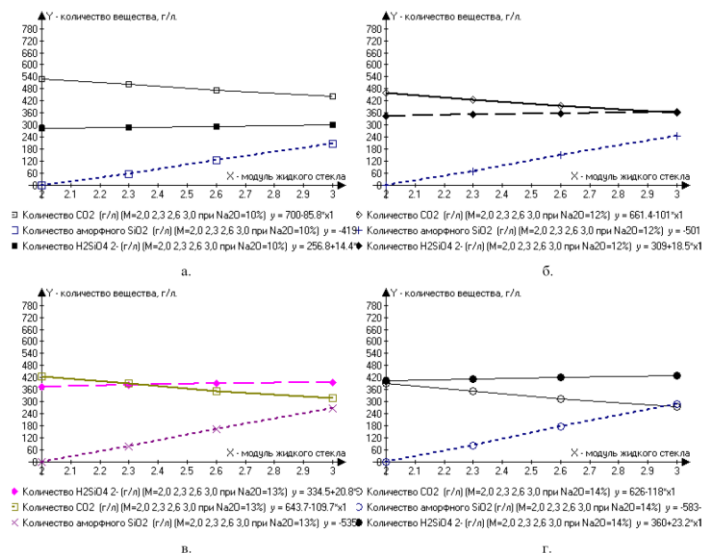 Y - количество вещества, г/л.
780
720
660
600
540
480
420
360
300
240
180
120
60
0
X - модуль жидкого стекла
2 2.1 2.2 2.3 2.4 2.5 2.6 2.7 2.8 2.9 3
Количество CO2 (г/л) (М=2,0 2,3 2,6 3,0 при Na2O=10%) y = 700-85.8*x1
Количество аморфного SiO2 (г/л) (М=2,0 2,3 2,6 3,0 при Na2O=10%) y = -419
Количество H2SiO4 2- (г/л) (М=2,0 2,3 2,6 3,0 при Na2O=10%) y = 256.8+14.4*
а.
Y - количество вещества, г/л.
780
720
660
600
540
480
420
360
300
240
180
120
60
0
X - модуль жидкого стекла
2 2.1 2.2 2.3 2.4 2.5 2.6 2.7 2.8 2.9 3
Количество CO2 (г/л) (М=2,0 2,3 2,6 3,0 при Na2O=12%) y = 661.4-101*x1
Количество аморфного SiO2 (г/л) (М=2,0 2,3 2,6 3,0 при Na2O=12%) y = -501
Количество H2SiO4 2- (г/л) (М=2,0 2,3 2,6 3,0 при Na2O=12%) y = 309+18.5*x1
б.
Y - количество вещества, г/л.
780
720
660
600
540
480
420
360
300
240
180
120
60
0
X - модуль жидкого стекла
2 2.1 2.2 2.3 2.4 2.5 2.6 2.7 2.8 2.9 3
Количество H2SiO4 2- (г/л) (М=2,0 2,3 2,6 3,0 при Na2O=13%) y = 334.5+20.8*
Количество CO2 (г/л) (М=2,0 2,3 2,6 3,0 при Na2O=13%) y = 643.7-109.7*x1
Количество аморфного SiO2 (г/л) (М=2,0 2,3 2,6 3,0 при Na2O=13%) y = -535
в.
Y - количество вещества, г/л.
780
720
660
600
540
480
420
360
300
240
180
120
60
0
X - модуль жидкого стекла
2 2.1 2.2 2.3 2.4 2.5 2.6 2.7 2.8 2.9 3
Количество CO2 (г/л) (М=2,0 2,3 2,6 3,0 при Na2O=14%) y = 626-118*x1
Количество аморфного SiO2 (г/л) (М=2,0 2,3 2,6 3,0 при Na2O=14%) y = -583-
Количество H2SiO4 2- (г/л) (М=2,0 2,3 2,6 3,0 при Na2O=14%) y = 360+23.2*x1
г.